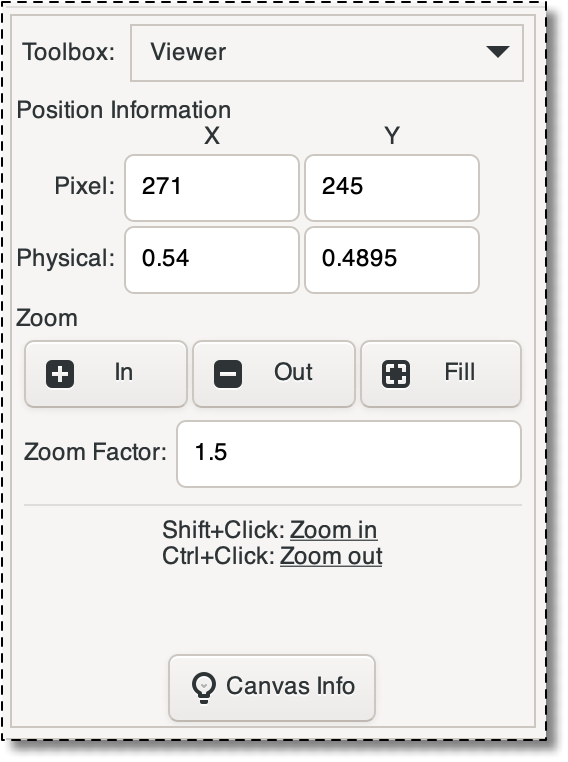 Toolbox: Viewer
Position Information
X Y
Pixel: 271 245
Physical: 0.54 0.4895
Zoom
In Out Fill
Zoom Factor: 1.5
Shift+Click: Zoom in
Ctrl+Click: Zoom out
Canvas Info